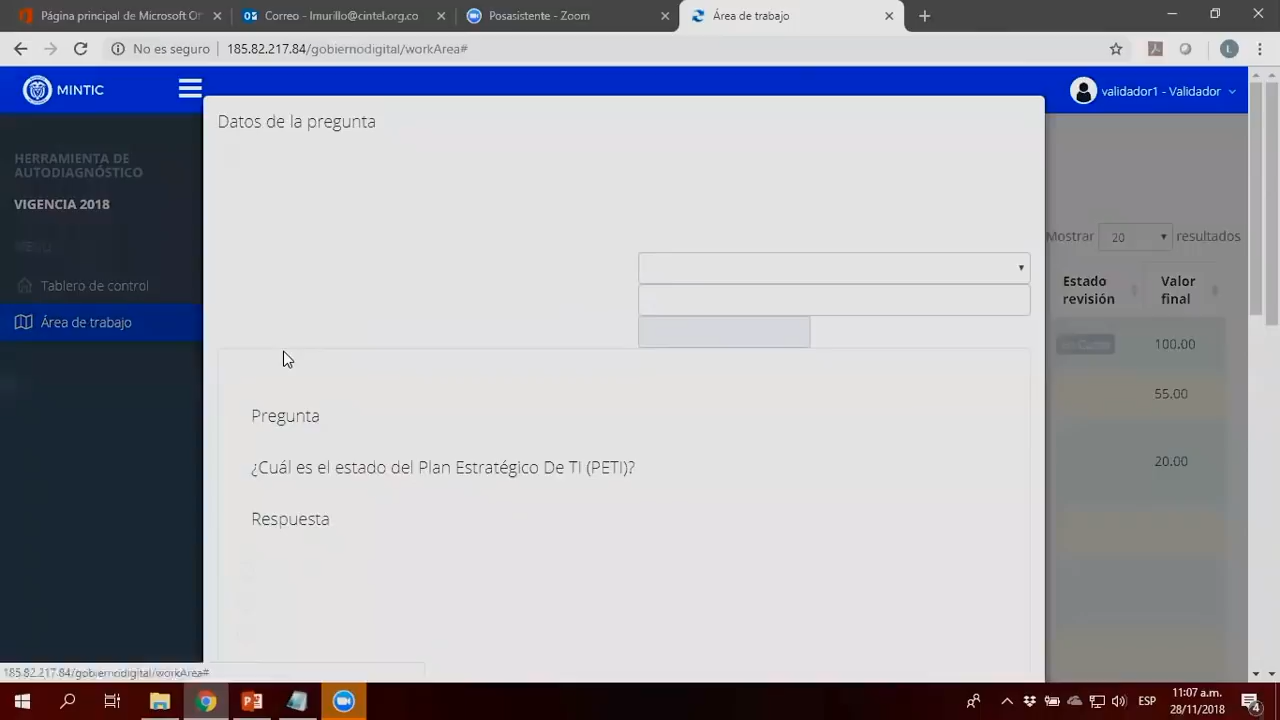 Página principal de Microsoft Of
Correo - lmurillo@cintel.org.co
Posasistente - Zoom
Área de trabajo
No es seguro
185.82.217.84/gobiernodigital/workArea#
L
MINTIC
validador1 - Validador
Datos de la pregunta
HERRAMIENTA DE
AUTODIAGNÓSTICO
VIGENCIA 2018
MENU
Tablero de control
Área de trabajo
Mostrar 20 resultados
Estado
revisión
Valor
final
100.00
55.00
20.00
Pregunta
¿Cuál es el estado del Plan Estratégico De TI (PETI)?
Respuesta
185.82.217.84/gobiernodigital/workArea#
ESP
11:07 a.m.
28/11/2018
4